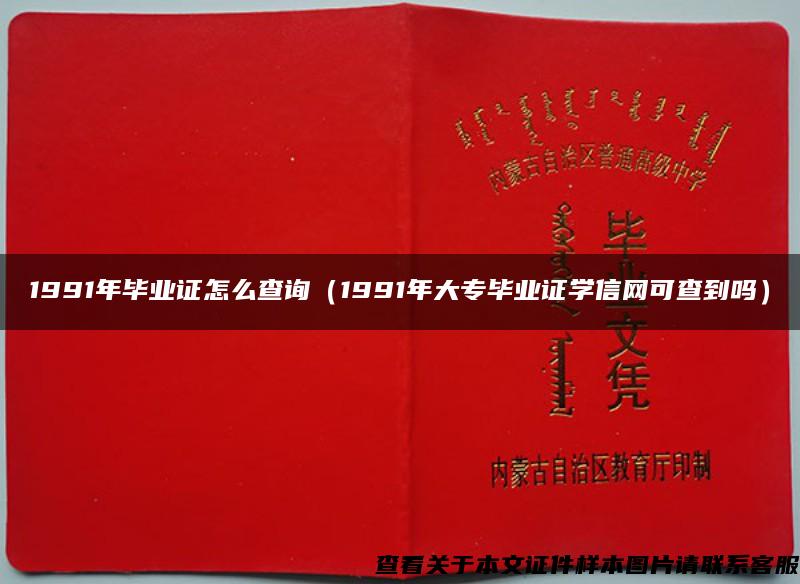 内蒙古自治区普通高级中学
毕业文凭
1991年毕业证怎么查询（1991年大专毕业证学信网可查到吗）
内蒙古自治区教育厅印制
查看关于本文证件样本图片请联系客服